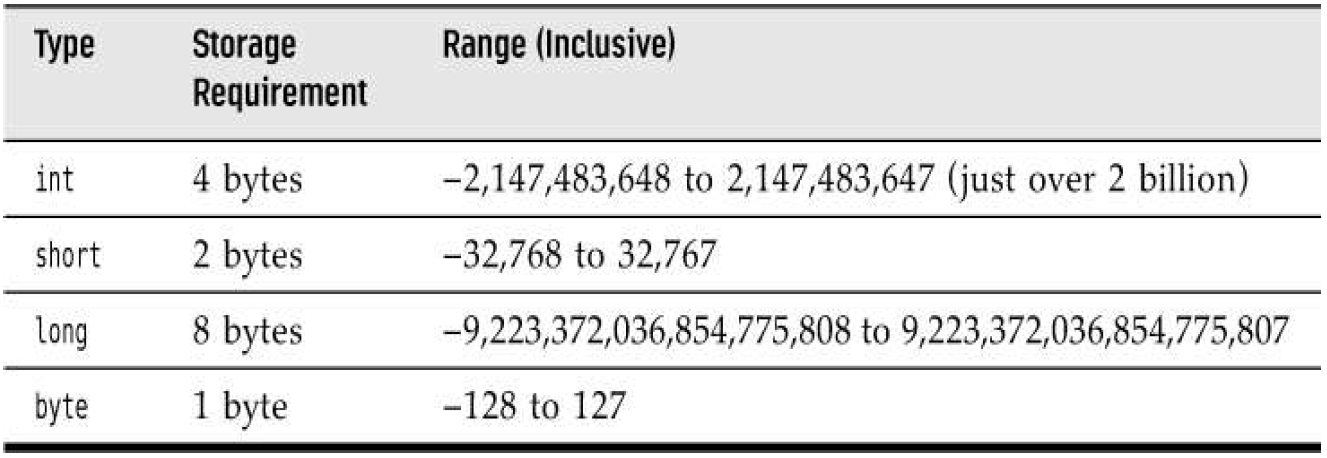 Type Storage Requirement Range (Inclusive)
int 4 bytes –2,147,483,648 to 2,147,483,647 (just over 2 billion)
short 2 bytes –32,768 to 32,767
long 8 bytes –9,223,372,036,854,775,808 to 9,223,372,036,854,775,807
byte 1 byte –128 to 127